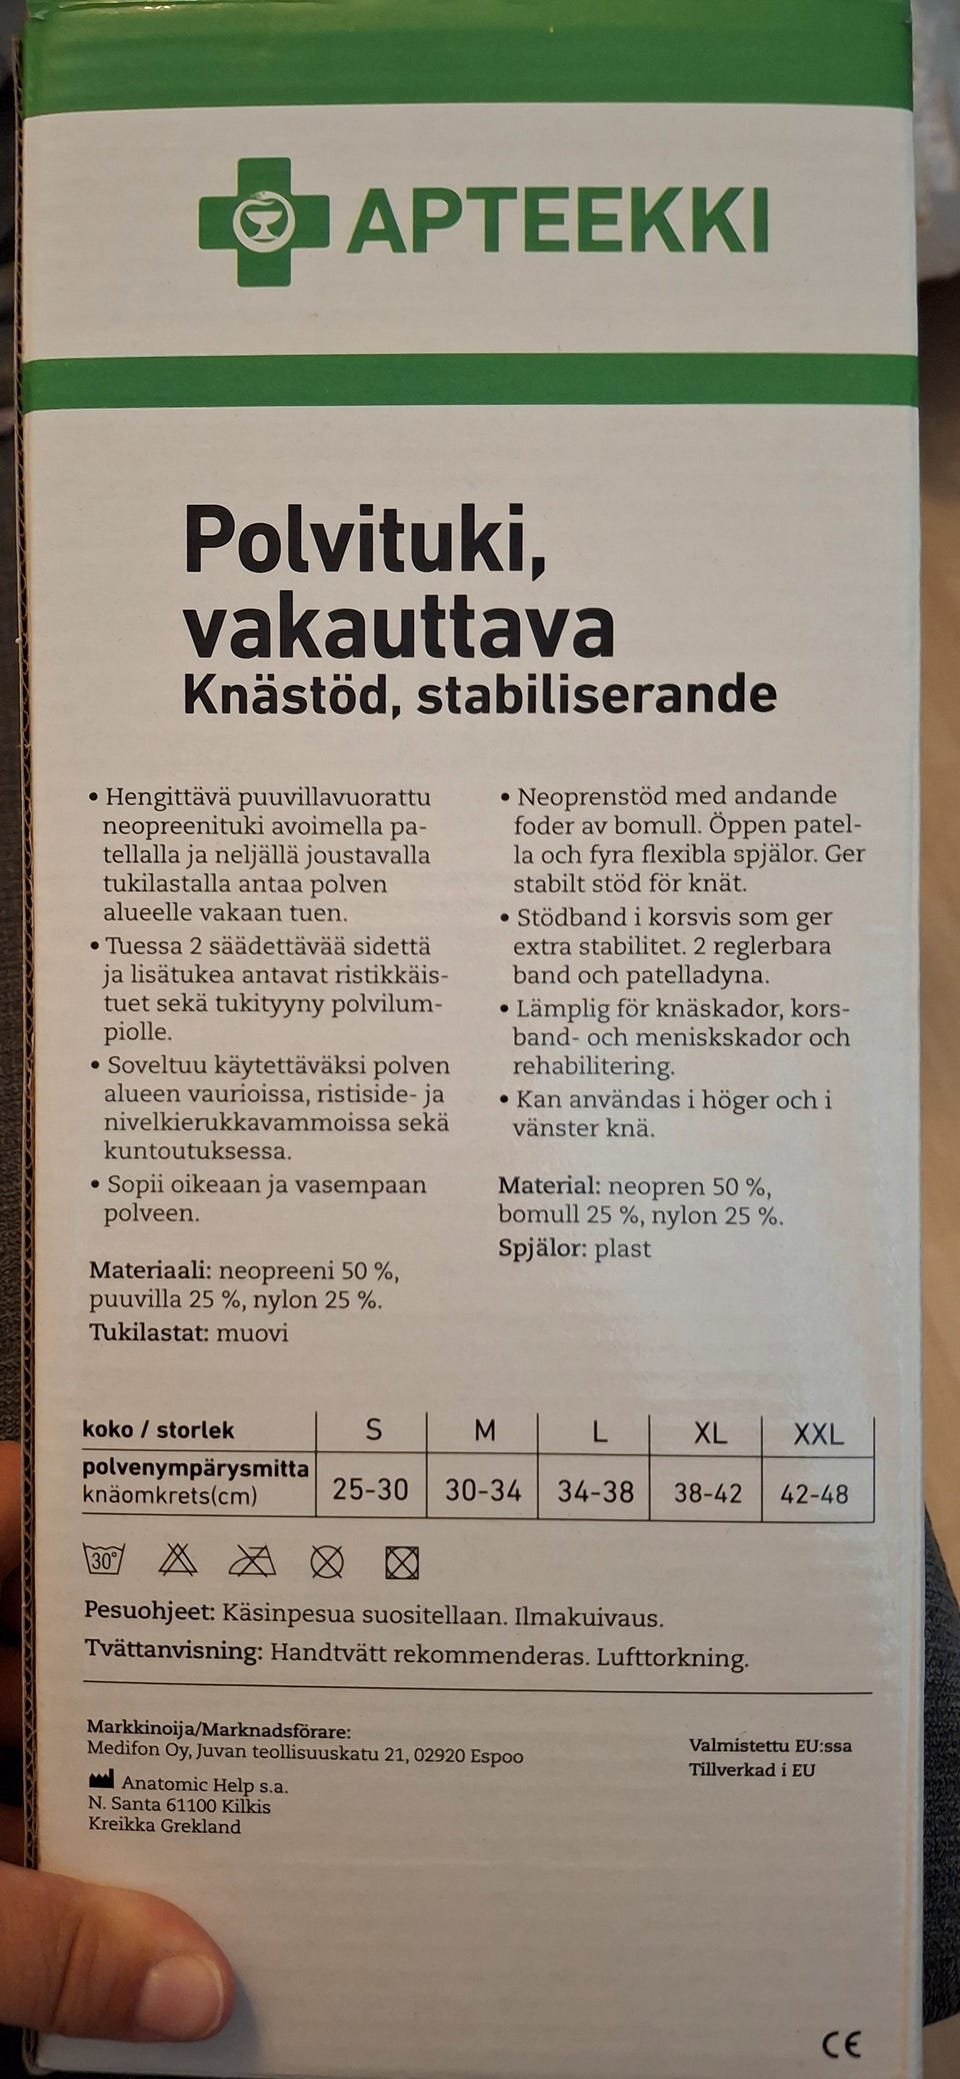 APTEEKKI
Polvituki,
vakauttava
Knästöd, stabiliserande
• Hengittävä puuvillavuorattu
neopreenituki avoimella pa-
tellalla ja neljällä joustavalla
tukilastalla antaa polven
alueelle vakaan tuen.
• Tuessa 2 säädettävää sidettä
ja lisätukea antavat ristikkäis-
tuet sekä tukityyny polvilum-
piolle.
• Soveltuu käytettäväksi polven
alueen vaurioissa, ristiside- ja
nivelkierukkavammoissa sekä
kuntoutuksessa.
• Sopii oikeaan ja vasempaan
polveen.
Materiaali: neopreeni 50 %,
puuvilla 25 %, nylon 25 %.
Tukilastat: muovi
• Neoprenstöd med andande
foder av bomull. Öppen patel-
la och fyra flexibla spjälor. Ger
stabilt stöd för knät.
• Stödband i korsvis som ger
extra stabilitet. 2 reglerbara
band och patelladyna.
• Lämplig för knäskador, kors-
band- och meniskskador och
rehabilitering.
• Kan användas i höger och i
vänster knä.
Material: neopren 50 %,
bomull 25 %, nylon 25 %.
Spjälor: plast
koko / storlek S M L XL XXL
polvenympärysmitta
knäomkrets(cm) 25-30 30-34 34-38 38-42 42-48
30°
Pesuohjeet: Käsinpesua suositellaan. Ilmakuivaus.
Tvättanvisning: Handtvätt rekommenderas. Lufttorkning.
Markkinoija/Marknadsförare:
Medifon Oy, Juvan teollisuuskatu 21, 02920 Espoo
Anatomic Help s.a.
N. Santa 61100 Kilkis
Kreikka Grekland
Valmistettu EU:ssa
Tillverkad i EU
CE